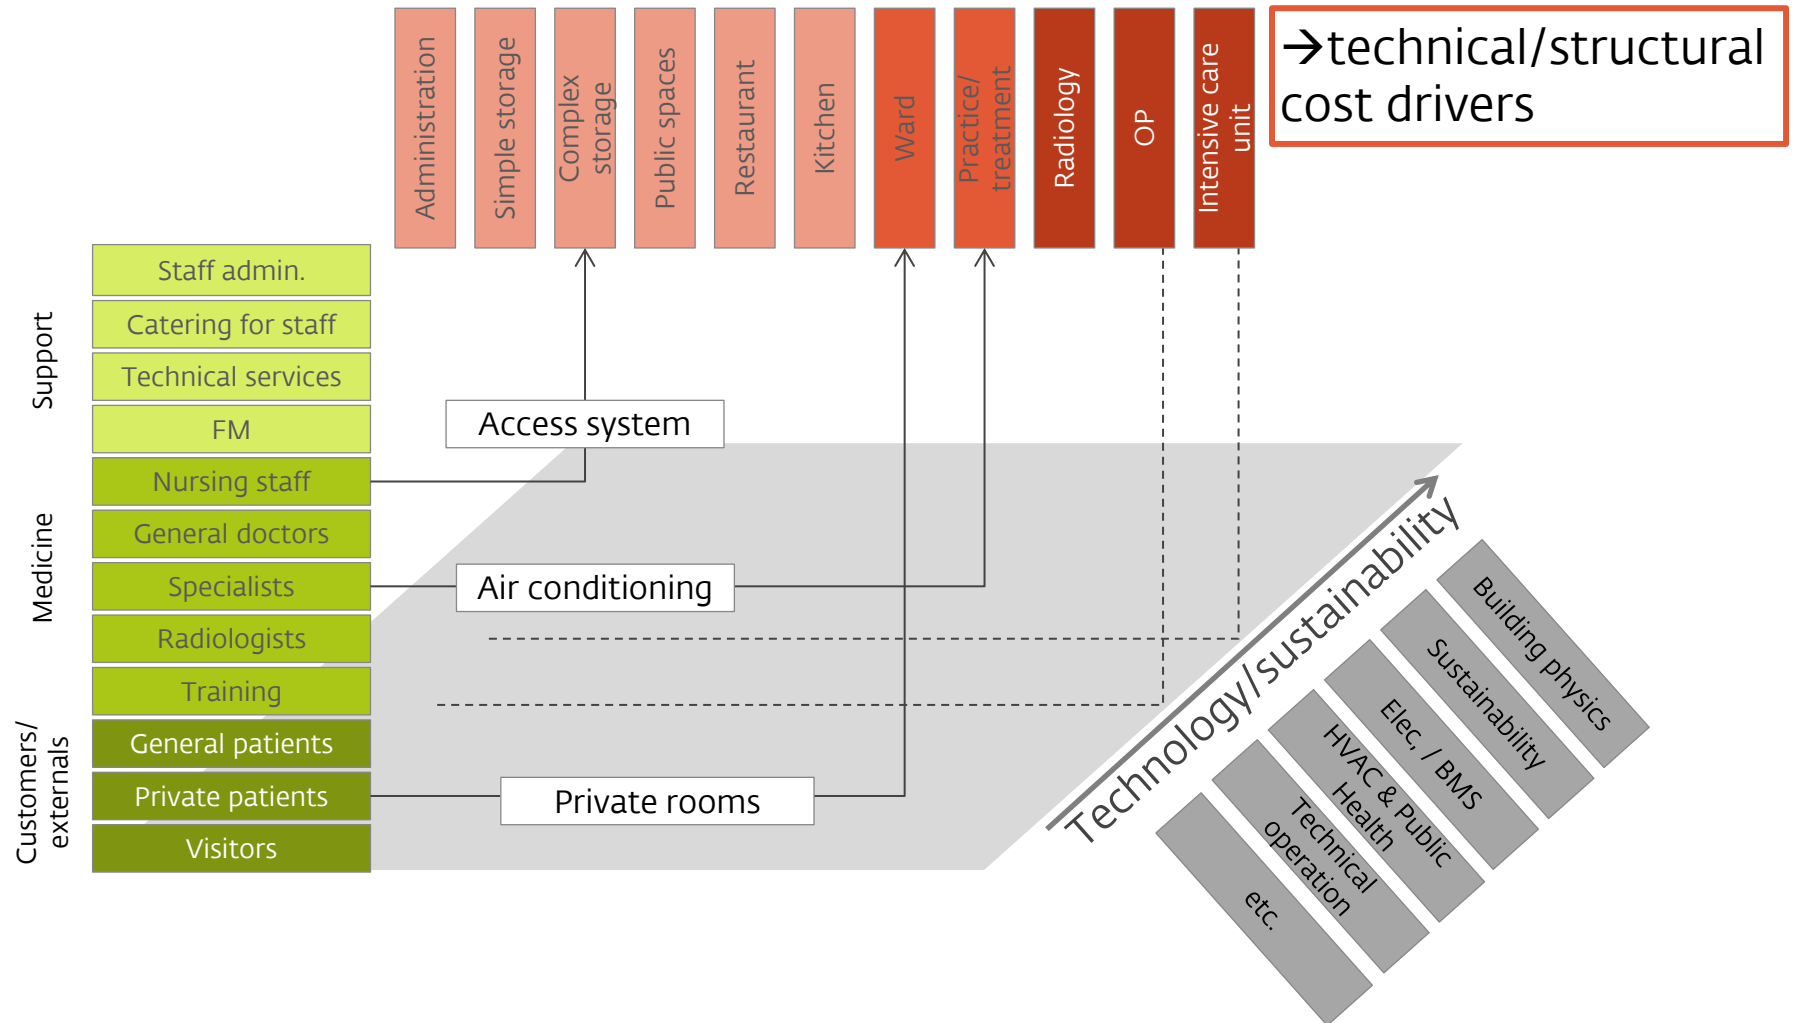 Administration
Simple storage
Complex
storage
Public spaces
Restaurant
Kitchen
Ward
Practice/
treatment
Radiology
OP
Intensive care
unit
→technical/structural
cost drivers
Support
Staff admin.
Catering for staff
Technical services
FM
Medicine
Nursing staff
General doctors
Specialists
Radiologists
Training
Customers/
externals
General patients
Private patients
Visitors
Access system
Air conditioning
Private rooms
Technology/sustainability
Building physics
Sustainability
Elec, / BMS
HVAC & Public
Health
Technical
operation
etc.